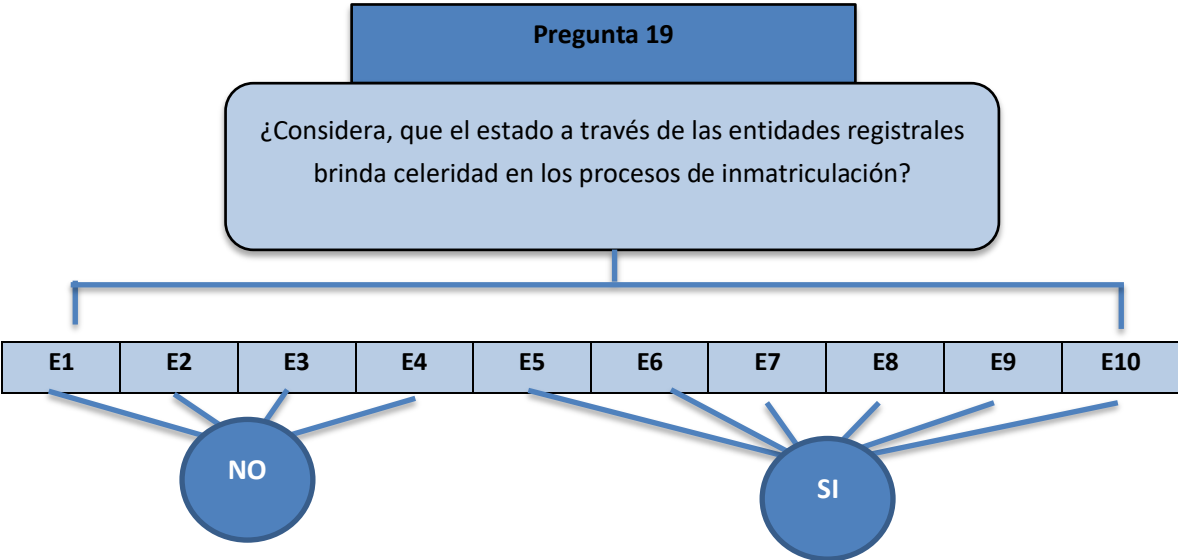 Pregunta 19
¿Considera, que el estado a través de las entidades registrales
brinda celeridad en los procesos de inmatriculación?
E1 E2 E3 E4 E5 E6 E7 E8 E9 E10
NO
SI